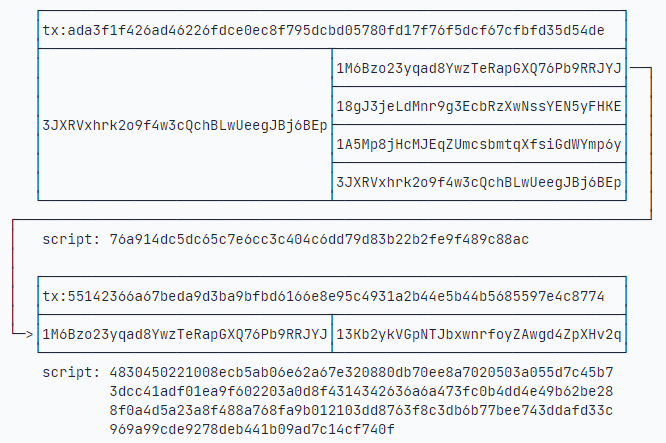 tx:ada3f1f426ad46226fdce0ec8f795dcbd05780fd17f76f5dcf67cfbfd35d54de
1M6Bzo23yqad8YwzTeRapGXQ76Pb9RRJYJ
18gJ3jeLdMnr9g3EcbRzXwNssYEN5yFHKE
3JXRVxhrk2o9f4w3cQchBLwUeegJBj6BEp
1A5Mp8jHcMJEqZUmcsbmtqXfsiGdWYmp6y
3JXRVxhrk2o9f4w3cQchBLwUeegJBj6BEp
script: 76a914dc5dc65c7e6cc3c404c6dd79d83b22b2fe9f489c88ac
tx:55142366a67beda9d3ba9bfbd6166e8e95c4931a2b44e5b44b5685597e4c8774
1M6Bzo23yqad8YwzTeRapGXQ76Pb9RRJYJ 13Kb2ykVGpNTJbxwnrfoyZAwgd4ZpXHv2q
script: 4830450221008ecb5ab06e62a67e320880db70ee8a7020503a055d7c45b7
3dcc41adf01ea9f602203a0d8f4314342636a6a473fc0b4dd4e49b62be28
8f0a4d5a23a8f488a768fa9b012103dd8763f8c3db6b77bee743ddafd33c
969a99cde9278deb441b09ad7c14cf740f